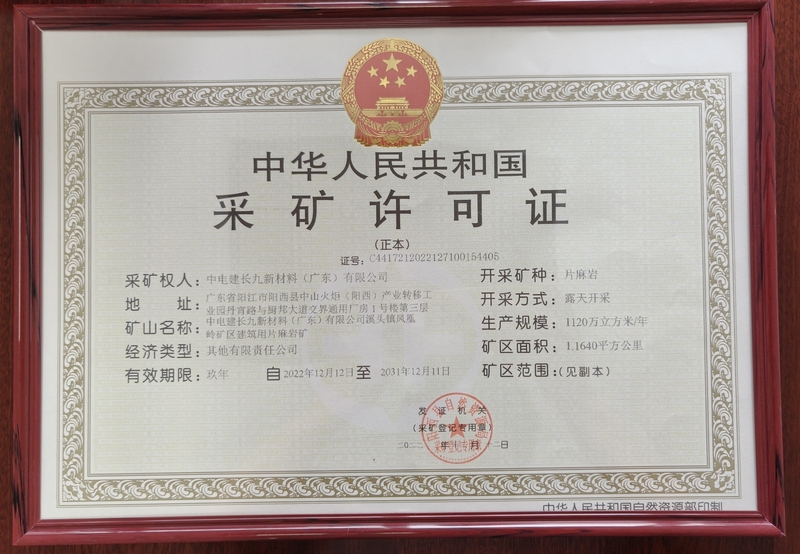 中华人民共和国
采矿许可证
(正本)
证号: C4417212022127100154405
采矿权人: 中电建长九新材料（广东）有限公司
地 址: 广东省阳江市阳西县中山火炬（阳西）产业转移工
业园丹霄路与厨邦大道交界通用厂房1号楼第三层
矿山名称: 中电建长九新材料（广东）有限公司溪头镇凤凰
岭矿区建筑用片麻岩矿
经济类型: 其他有限责任公司
有效期限: 玖年 自 2022年12月12日 至 2031年12月11日
开采矿种: 片麻岩
开采方式: 露天开采
生产规模: 1120万立方米/年
矿区面积: 1.1640平方公里
矿区范围: (见副本)
发证机关
(采矿登记专用章)
年 月 二日
中华人民共和国自然资源部印制